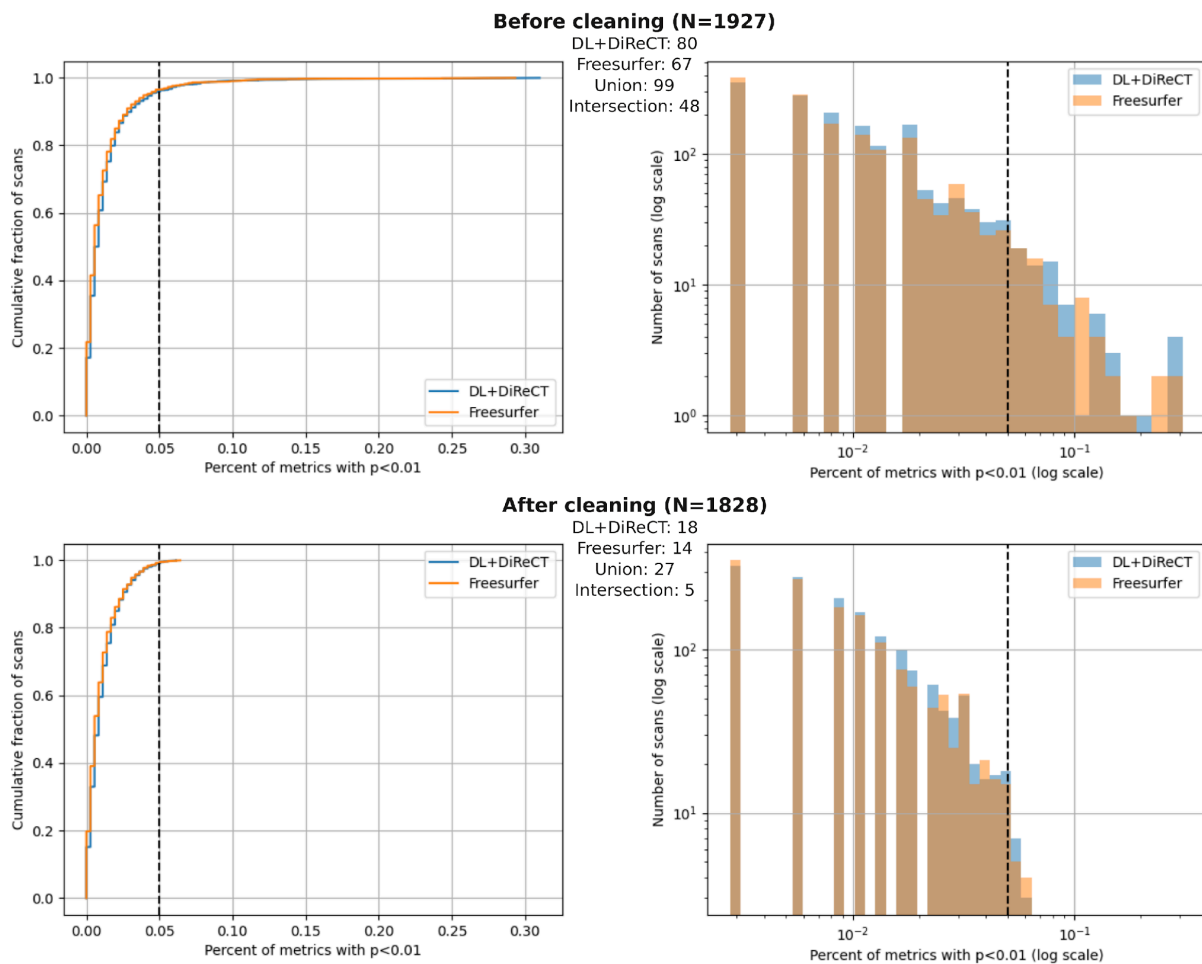 Before cleaning (N=1927)
DL+DiReCT: 80
Freesurfer: 67
Union: 99
Intersection: 48
Cumulative fraction of scans
1.0
0.8
0.6
0.4
0.2
0.0
0.00 0.05 0.10 0.15 0.20 0.25 0.30
Percent of metrics with p<0.01
DL+DiReCT
Freesurfer
Number of scans (log scale)
10²
10¹
10⁰
10⁻² 10⁻¹
Percent of metrics with p<0.01 (log scale)
DL+DiReCT
Freesurfer
After cleaning (N=1828)
DL+DiReCT: 18
Freesurfer: 14
Union: 27
Intersection: 5
Cumulative fraction of scans
1.0
0.8
0.6
0.4
0.2
0.0
0.00 0.05 0.10 0.15 0.20 0.25 0.30
Percent of metrics with p<0.01
DL+DiReCT
Freesurfer
Number of scans (log scale)
10²
10¹
10⁻² 10⁻¹
Percent of metrics with p<0.01 (log scale)
DL+DiReCT
Freesurfer